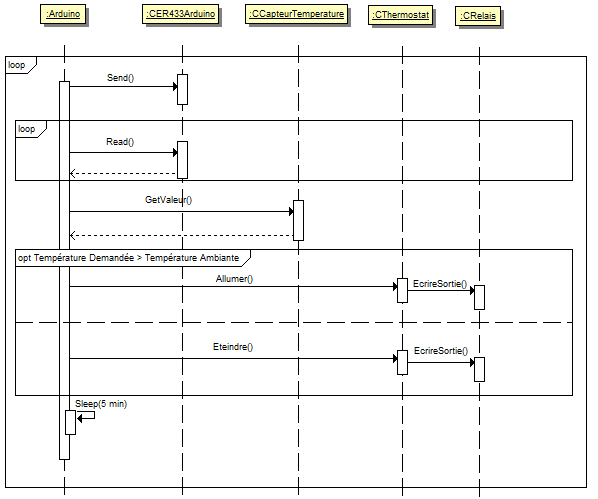 :Arduino :CER433Arduino :CCapteurTemperature :CThermostat :CRelais
loop
Send()
loop
Read()
GetValeur()
opt Température Demandée > Température Ambiante
Allumer() EcrireSortie()
Eteindre() EcrireSortie()
Sleep(5 min)